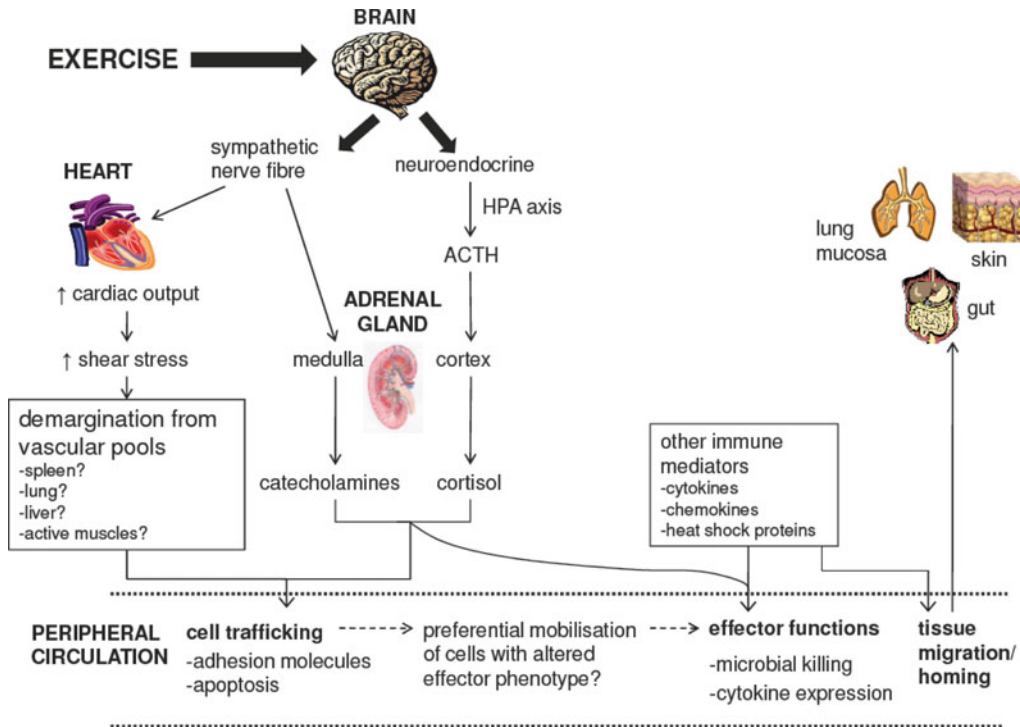 BRAIN
EXERCISE
sympathetic
nerve fibre
neuroendocrine
HEART
HPA axis
ACTH
lung
mucosa
skin
gut
↑ cardiac output
ADRENAL
GLAND
↑ shear stress
medulla
cortex
demargination from
vascular pools
-spleen?
-lung?
-liver?
-active muscles?
catecholamines
cortisol
other immune
mediators
-cytokines
-chemokines
-heat shock proteins
PERIPHERAL
CIRCULATION
cell trafficking
-adhesion molecules
-apoptosis
preferential mobilisation
of cells with altered
effector phenotype?
effector functions
-microbial killing
-cytokine expression
tissue
migration/
homing